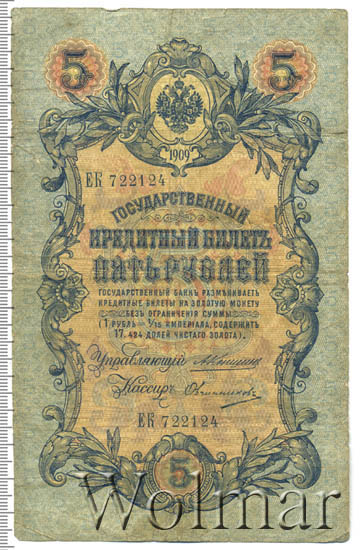 5 5
1909
ЕК 722124
ГОСУДАРСТВЕННЫЙ
КРЕДИТНЫЙ БИЛЕТЪ
ПЯТЬ РУБЛЕЙ
ГОСУДАРСТВЕННЫЙ БАНКЪ РАЗМѢНИВАЕТЪ
КРЕДИТНЫЕ БИЛЕТЫ НА ЗОЛОТУЮ МОНЕТУ
БЕЗЪ ОГРАНИЧЕНІЯ СУММЫ
(1 РУБЛЬ = 1/15 ИМПЕРІАЛА, СОДЕРЖИТЪ
17,424 ДОЛЕЙ ЧИСТАГО ЗОЛОТА).
Управляющій А.Коншинъ
Кассиръ Овчинниковъ
ЕК 722124
5
Wolmar